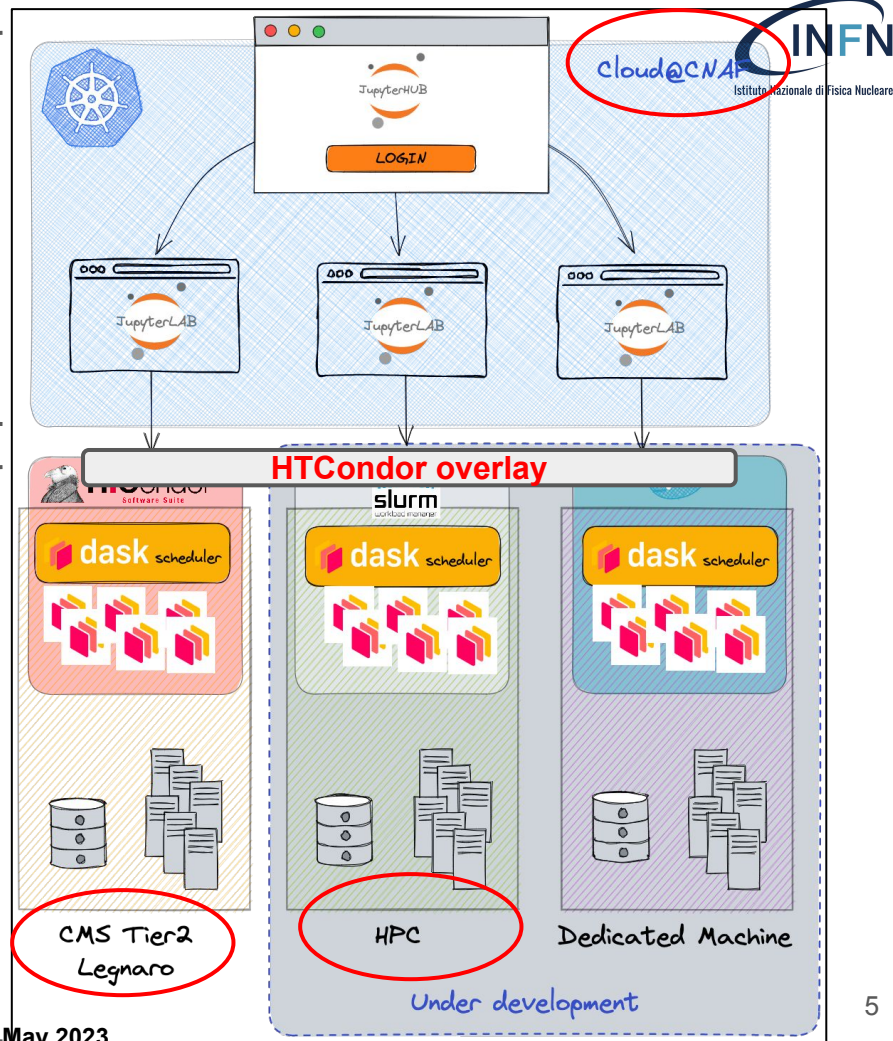 INFN
Cloud@CNAF
Istituto Nazionale di Fisica Nucleare
JupyterHUB
LOGIN
JupyterLAB
JupyterLAB
JupyterLAB
HTCondor overlay
Software Suite
slurm
workload manager
dask scheduler
dask scheduler
dask scheduler
CMS Tier2
Legnaro
HPC
Dedicated Machine
Under development
5
May 2023